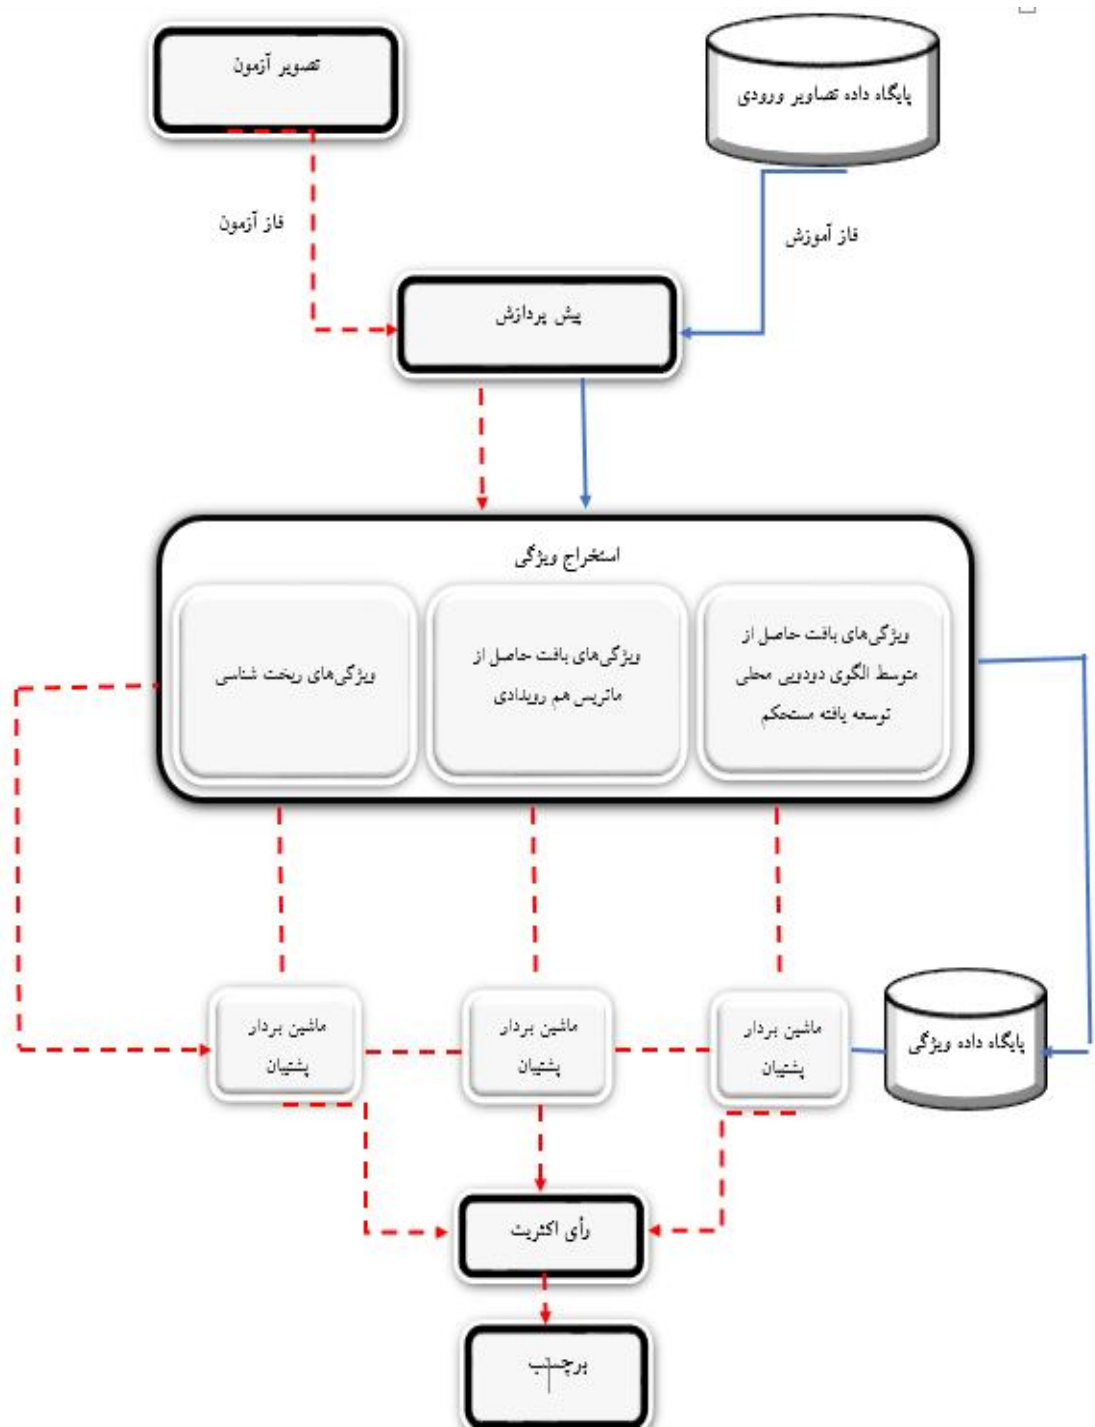 پایگاه داده تصاویر ورودی
تصویر آزمون
فاز آموزش
فاز آزمون
پیش پردازش
استخراج ویژگی
ویژگی‌های بافت حاصل از
متوسط الگوی دودویی محلی
توسعه یافته مستحکم
ویژگی‌های بافت حاصل از
ماتریس هم رویدادی
ویژگی‌های ریخت شناسی
پایگاه داده ویژگی
ماشین بردار
پشتیبان
ماشین بردار
پشتیبان
ماشین بردار
پشتیبان
رأی اکثریت
برچسب